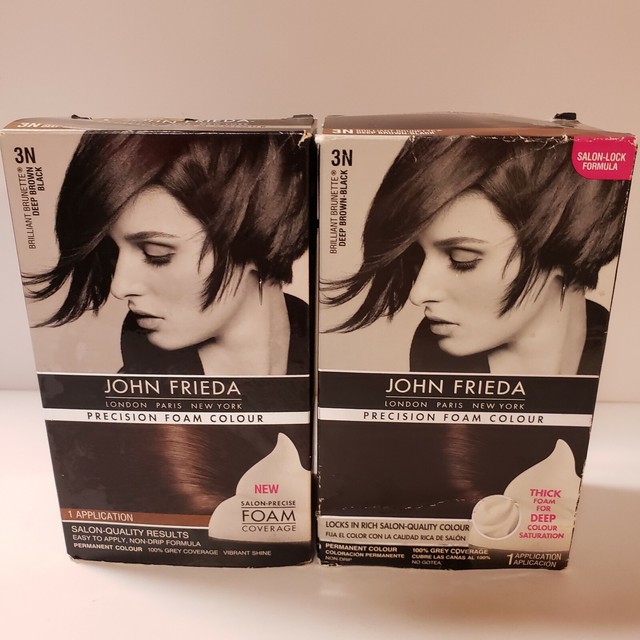 3N
3N
BRILLIANT BRUNETTE®
DEEP BROWN
BLACK
JOHN FRIEDA
LONDON PARIS NEW YORK
PRECISION FOAM COLOUR
NEW
SALON-PRECISE
FOAM
COVERAGE
1 APPLICATION
SALON-QUALITY RESULTS
EASY TO APPLY, NON-DRIP FORMULA
PERMANENT COLOUR 100% GREY COVERAGE VIBRANT SHINE
3N
3N
BRILLIANT BRUNETTE®
DEEP BROWN-BLACK
SALON-LOCK
FORMULA
JOHN FRIEDA
LONDON PARIS NEW YORK
PRECISION FOAM COLOUR
THICK
FOAM
FOR
DEEP
COLOUR
SATURATION
LOCKS IN RICH SALON-QUALITY COLOUR
FIJA EL COLOR CON LA CALIDAD RICA DE SALÓN
PERMANENT COLOUR 100% GREY COVERAGE
COLORACIÓN PERMANENTE CUBRE LAS CANAS AL 100%
NON-DRIP NO GOTEA
1 APPLICATION
APLICACIÓN